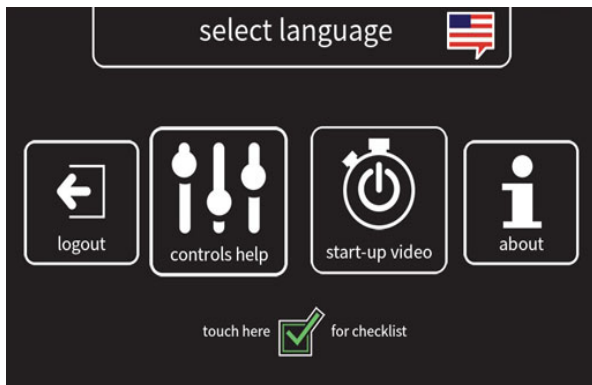 select language
logout
controls help
start-up video
about
touch here for checklist